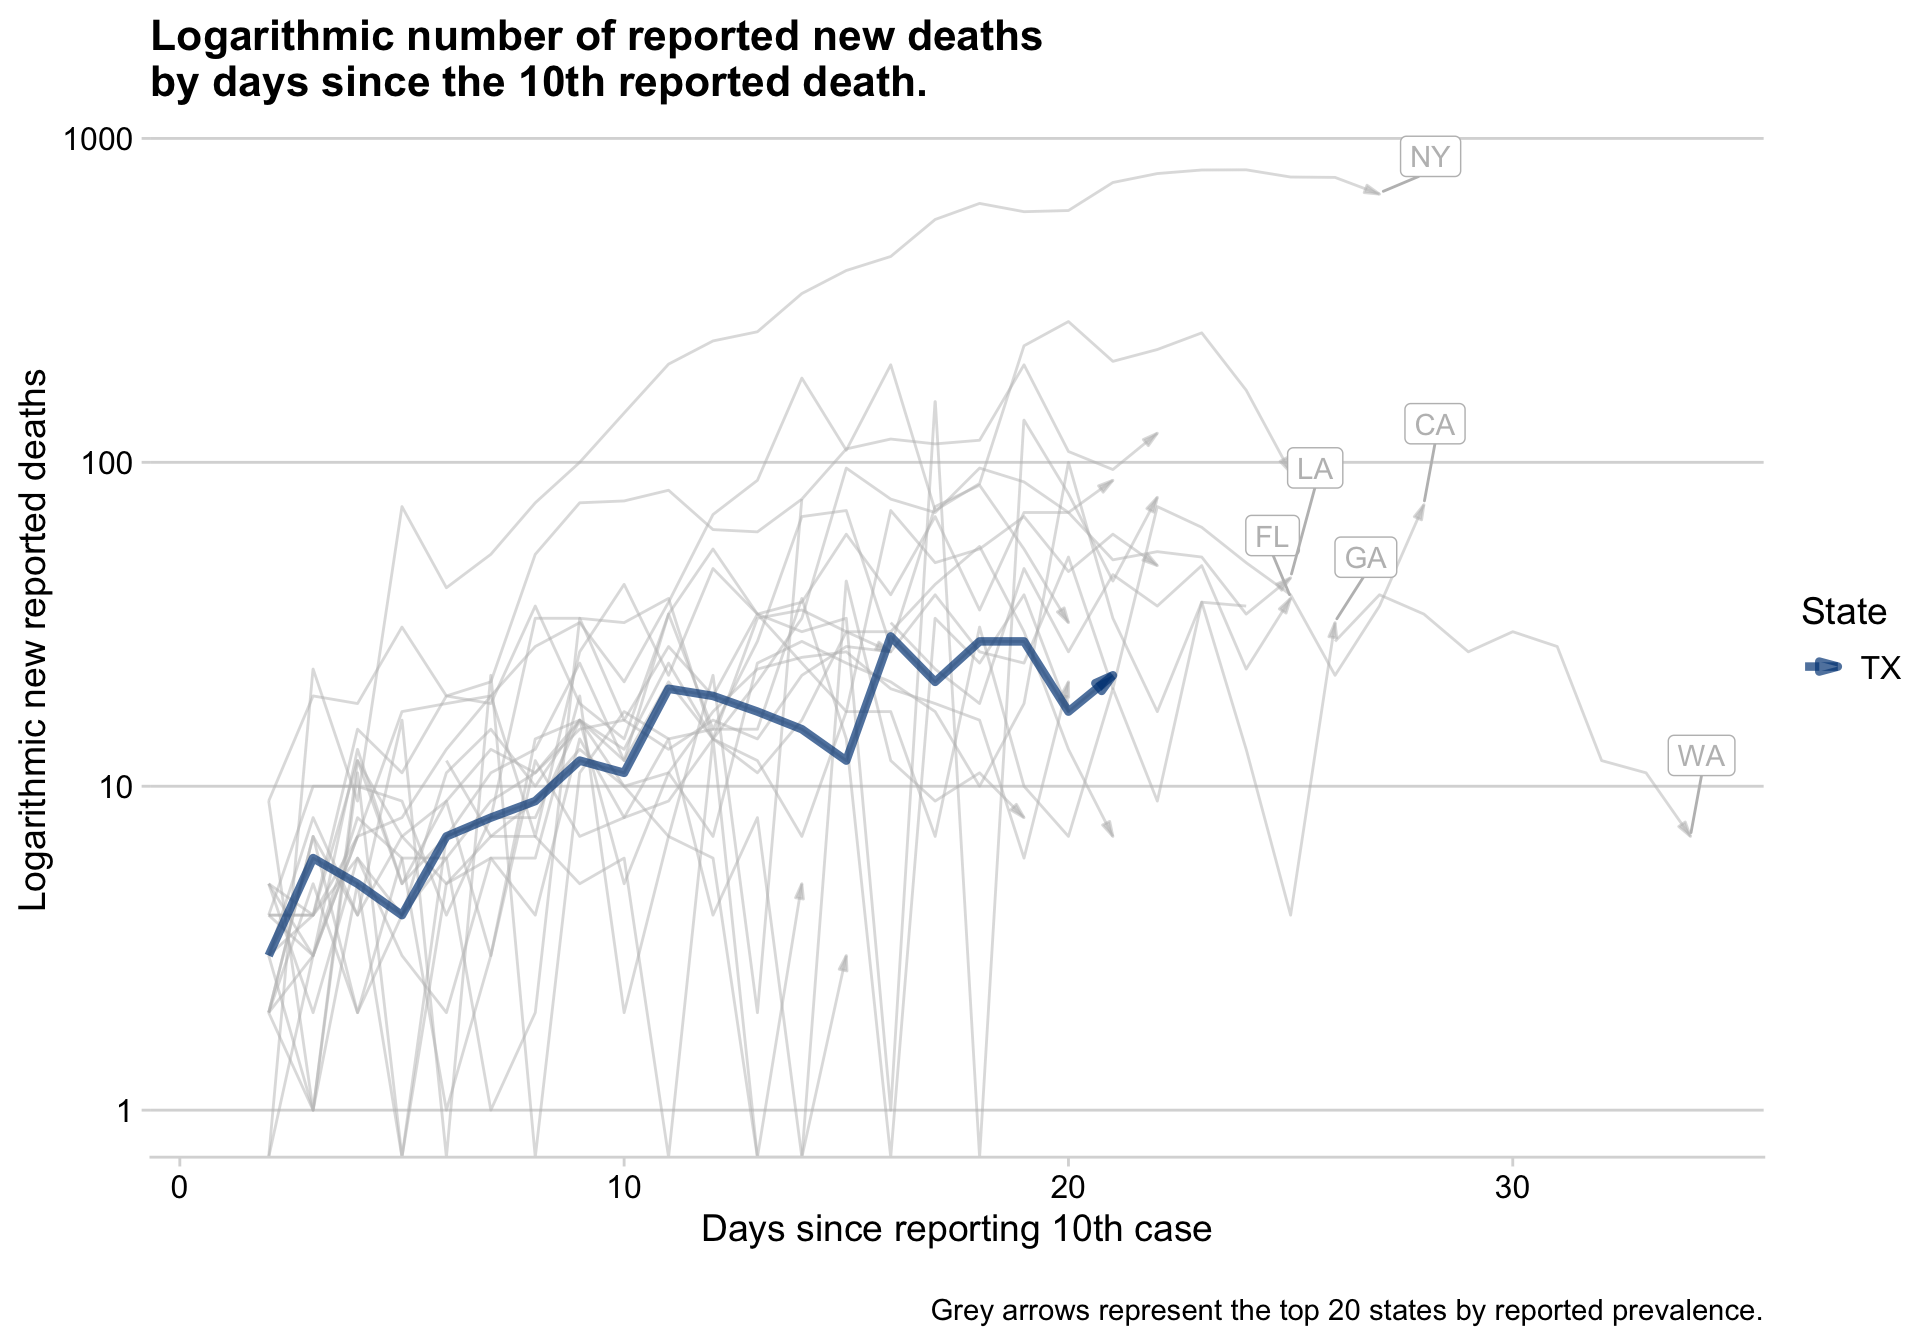 Logarithmic number of reported new deaths
by days since the 10th reported death.
Logarithmic new reported deaths
1000
100
10
1
NY
CA
LA
FL
GA
WA
State
TX
0
10
20
30
Days since reporting 10th case
Grey arrows represent the top 20 states by reported prevalence.